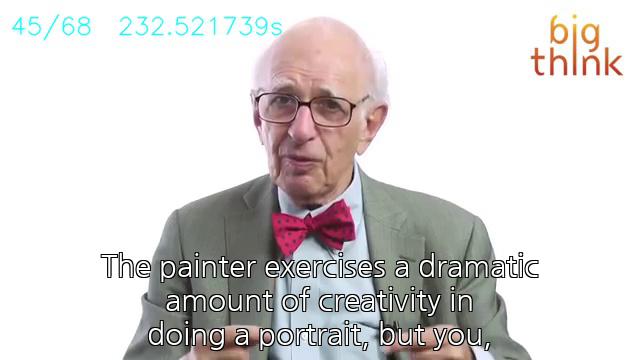 45/68 232.521739s
big
think
The painter exercises a dramatic
amount of creativity in
doing a portrait, but you,